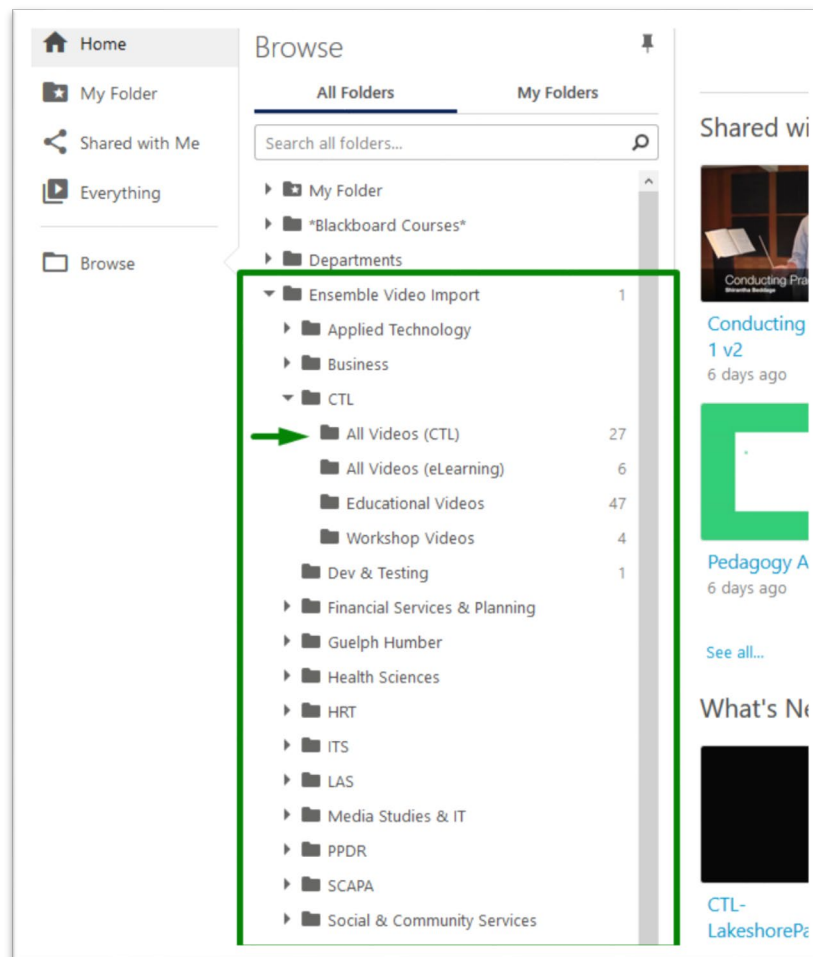 Home
My Folder
Shared with Me
Everything
Browse
Browse
All Folders
My Folders
Search all folders...
My Folder
*Blackboard Courses*
Departments
Ensemble Video Import 1
Applied Technology
Business
CTL
All Videos (CTL) 27
All Videos (eLearning) 6
Educational Videos 47
Workshop Videos 4
Dev & Testing 1
Financial Services & Planning
Guelph Humber
Health Sciences
HRT
ITS
LAS
Media Studies & IT
PPDR
SCAPA
Social & Community Services
Shared wi
Conducting Pra
Shirantha Beddage
Conducting
1 v2
6 days ago
Pedagogy A
6 days ago
See all...
What's Ne
CTL-
LakeshorePa